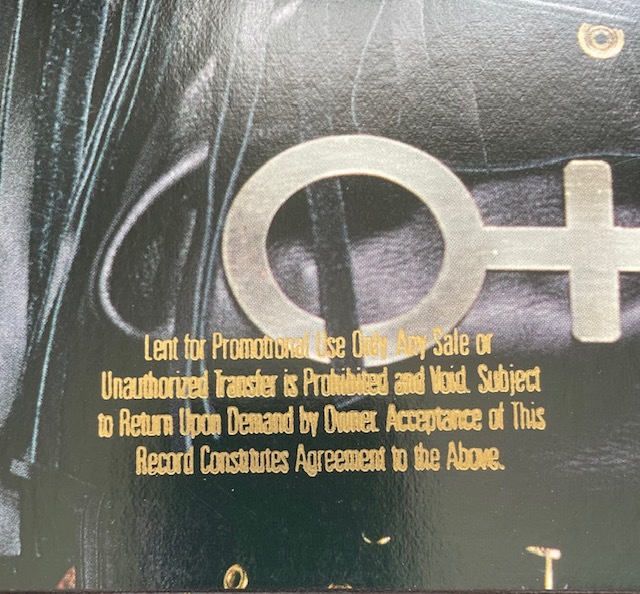 Lent for Promotional Use Only Any Sale or
Unauthorized Transfer is Prohibited and Void. Subject
to Return Upon Demand by Owner. Acceptance of This
Record Constitutes Agreement to the Above.